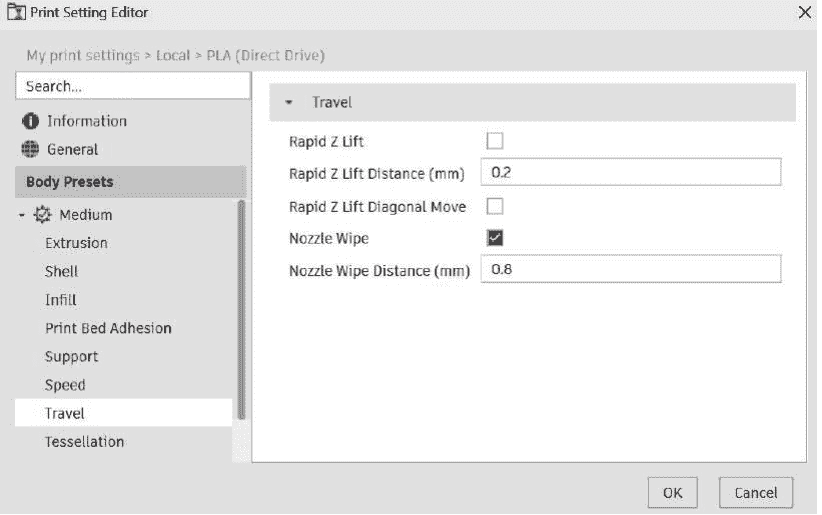 Print Setting Editor
My print settings > Local > PLA (Direct Drive)
Search...
Information
General
Body Presets
Medium
Extrusion
Shell
Infill
Print Bed Adhesion
Support
Speed
Travel
Tessellation
Travel
Rapid Z Lift
Rapid Z Lift Distance (mm) 0.2
Rapid Z Lift Diagonal Move
Nozzle Wipe
Nozzle Wipe Distance (mm) 0.8
OK Cancel